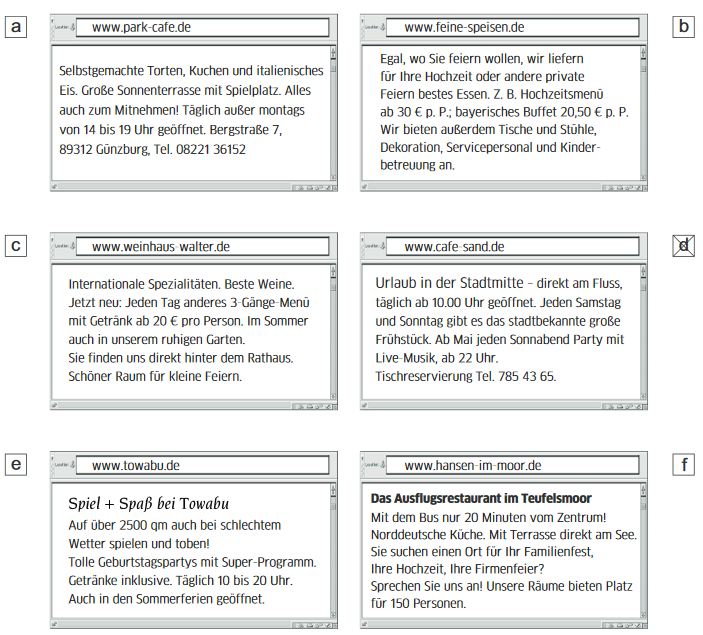 a
www.park-cafe.de
Selbstgemachte Torten, Kuchen und italienisches
Eis. Große Sonnenterrasse mit Spielplatz. Alles
auch zum Mitnehmen! Täglich außer montags
von 14 bis 19 Uhr geöffnet. Bergstraße 7,
89312 Günzburg, Tel. 08221 36152
b
www.feine-speisen.de
Egal, wo Sie feiern wollen, wir liefern
für Ihre Hochzeit oder andere private
Feiern bestes Essen. Z. B. Hochzeitsmenü
ab 30 € p. P.; bayerisches Buffet 20,50 € p. P.
Wir bieten außerdem Tische und Stühle,
Dekoration, Servicepersonal und Kinder-
betreuung an.
c
www.weinhaus-walter.de
Internationale Spezialitäten. Beste Weine.
Jetzt neu: Jeden Tag anderes 3-Gänge-Menü
mit Getränk ab 20 € pro Person. Im Sommer
auch in unserem ruhigen Garten.
Sie finden uns direkt hinter dem Rathaus.
Schöner Raum für kleine Feiern.
d
www.cafe-sand.de
Urlaub in der Stadtmitte – direkt am Fluss,
täglich ab 10.00 Uhr geöffnet. Jeden Samstag
und Sonntag gibt es das stadtbekannte große
Frühstück. Ab Mai jeden Sonnabend Party mit
Live-Musik, ab 22 Uhr.
Tischreservierung Tel. 785 43 65.
e
www.towabu.de
Spiel + Spaß bei Towabu
Auf über 2500 qm auch bei schlechtem
Wetter spielen und toben!
Tolle Geburtstagspartys mit Super-Programm.
Getränke inklusive. Täglich 10 bis 20 Uhr.
Auch in den Sommerferien geöffnet.
f
www.hansen-im-moor.de
Das Ausflugsrestaurant im Teufelsmoor
Mit dem Bus nur 20 Minuten vom Zentrum!
Norddeutsche Küche. Mit Terrasse direkt am See.
Sie suchen einen Ort für Ihr Familienfest,
Ihre Hochzeit, Ihre Firmenfeier?
Sprechen Sie uns an! Unsere Räume bieten Platz
für 150 Personen.